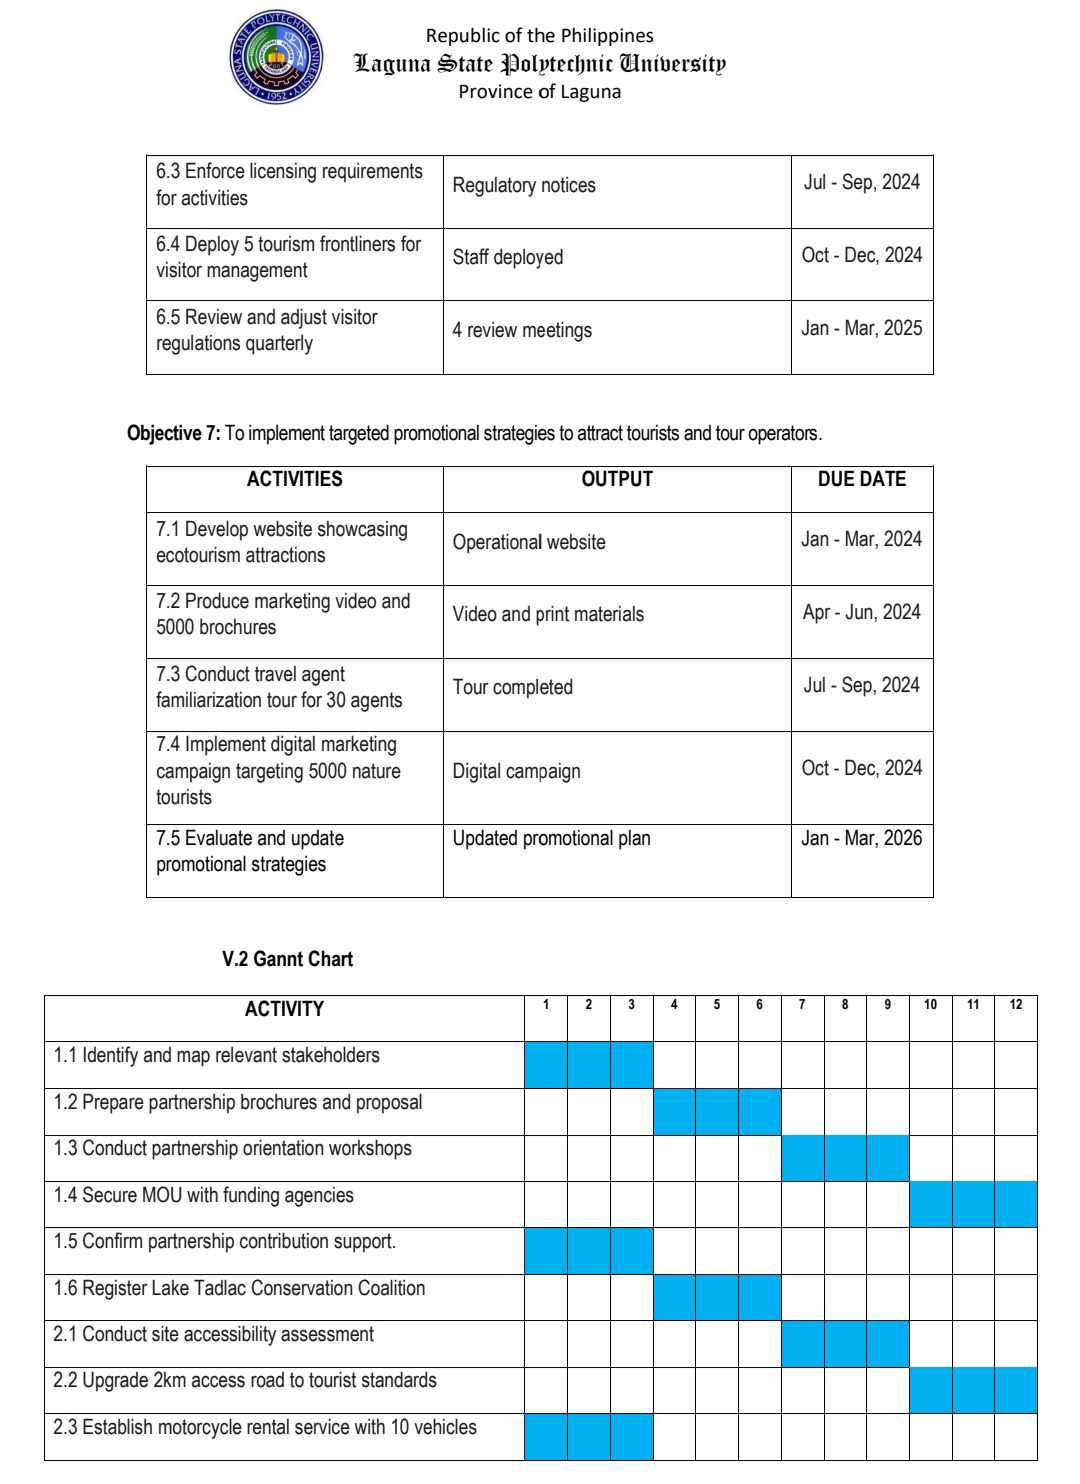 LAGUNA STATE POLYTECHNIC UNIVERSITY
1952
Republic of the Philippines
Laguna State Polytechnic University
Province of Laguna
6.3 Enforce licensing requirements
for activities
Regulatory notices
Jul - Sep, 2024
6.4 Deploy 5 tourism frontliners for
visitor management
Staff deployed
Oct - Dec, 2024
6.5 Review and adjust visitor
regulations quarterly
4 review meetings
Jan - Mar, 2025
Objective 7: To implement targeted promotional strategies to attract tourists and tour operators.
ACTIVITIES OUTPUT DUE DATE
7.1 Develop website showcasing
ecotourism attractions
Operational website
Jan - Mar, 2024
7.2 Produce marketing video and
5000 brochures
Video and print materials
Apr - Jun, 2024
7.3 Conduct travel agent
familiarization tour for 30 agents
Tour completed
Jul - Sep, 2024
7.4 Implement digital marketing
campaign targeting 5000 nature
tourists
Digital campaign
Oct - Dec, 2024
7.5 Evaluate and update
promotional strategies
Updated promotional plan
Jan - Mar, 2026
V.2 Gannt Chart
ACTIVITY 1 2 3 4 5 6 7 8 9 10 11 12
1.1 Identify and map relevant stakeholders
1.2 Prepare partnership brochures and proposal
1.3 Conduct partnership orientation workshops
1.4 Secure MOU with funding agencies
1.5 Confirm partnership contribution support.
1.6 Register Lake Tadlac Conservation Coalition
2.1 Conduct site accessibility assessment
2.2 Upgrade 2km access road to tourist standards
2.3 Establish motorcycle rental service with 10 vehicles